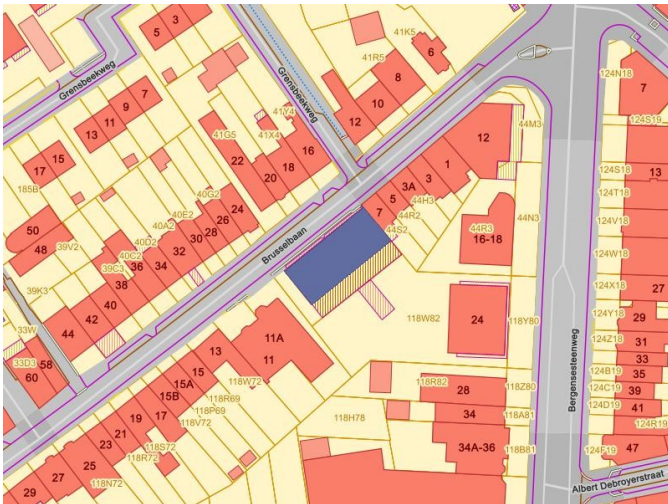 3
5
41K5
6
41R5
8
10
12
Grensbeekweg
Grensbeekweg
7
9
11
13
41Y4
41X4
41G5
16
18
20
22
15
17
185B
50
48
39V2
24
26
28
30
32
34
36
38
40
42
44
40G2
40E2
40A2
40D2
40C2
39C3
39K3
33W
33D3
58
60
Brusselbaan
12
44M3
1
3
3A
5
7
44H3
44R2
44S2
44R3
16-18
44N3
24
118W82
118Y80
11A
11
13
15
15A
15B
17
19
21
23
25
27
29
118W72
118R69
118P69
118V72
118S72
118R72
118N72
118R82
28
118Z80
34
118A81
34A-36
118B81
118H78
Bergensesteenweg
124N18
7
124S19
13
124S18
124T18
124V18
124W18
124X18
27
124Y18
29
124Z18
31
33
124B19
35
124C19
39
124D19
41
124R19
124F19
47
Albert Debroyerstraat